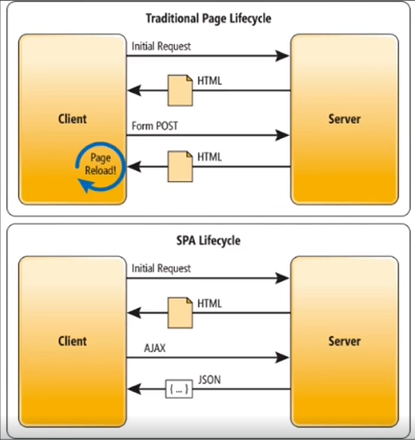 Traditional Page Lifecycle
Initial Request
HTML
Client
Server
Form POST
Page
Reload!
HTML
SPA Lifecycle
Initial Request
HTML
Client
Server
AJAX
JSON
{ ... }